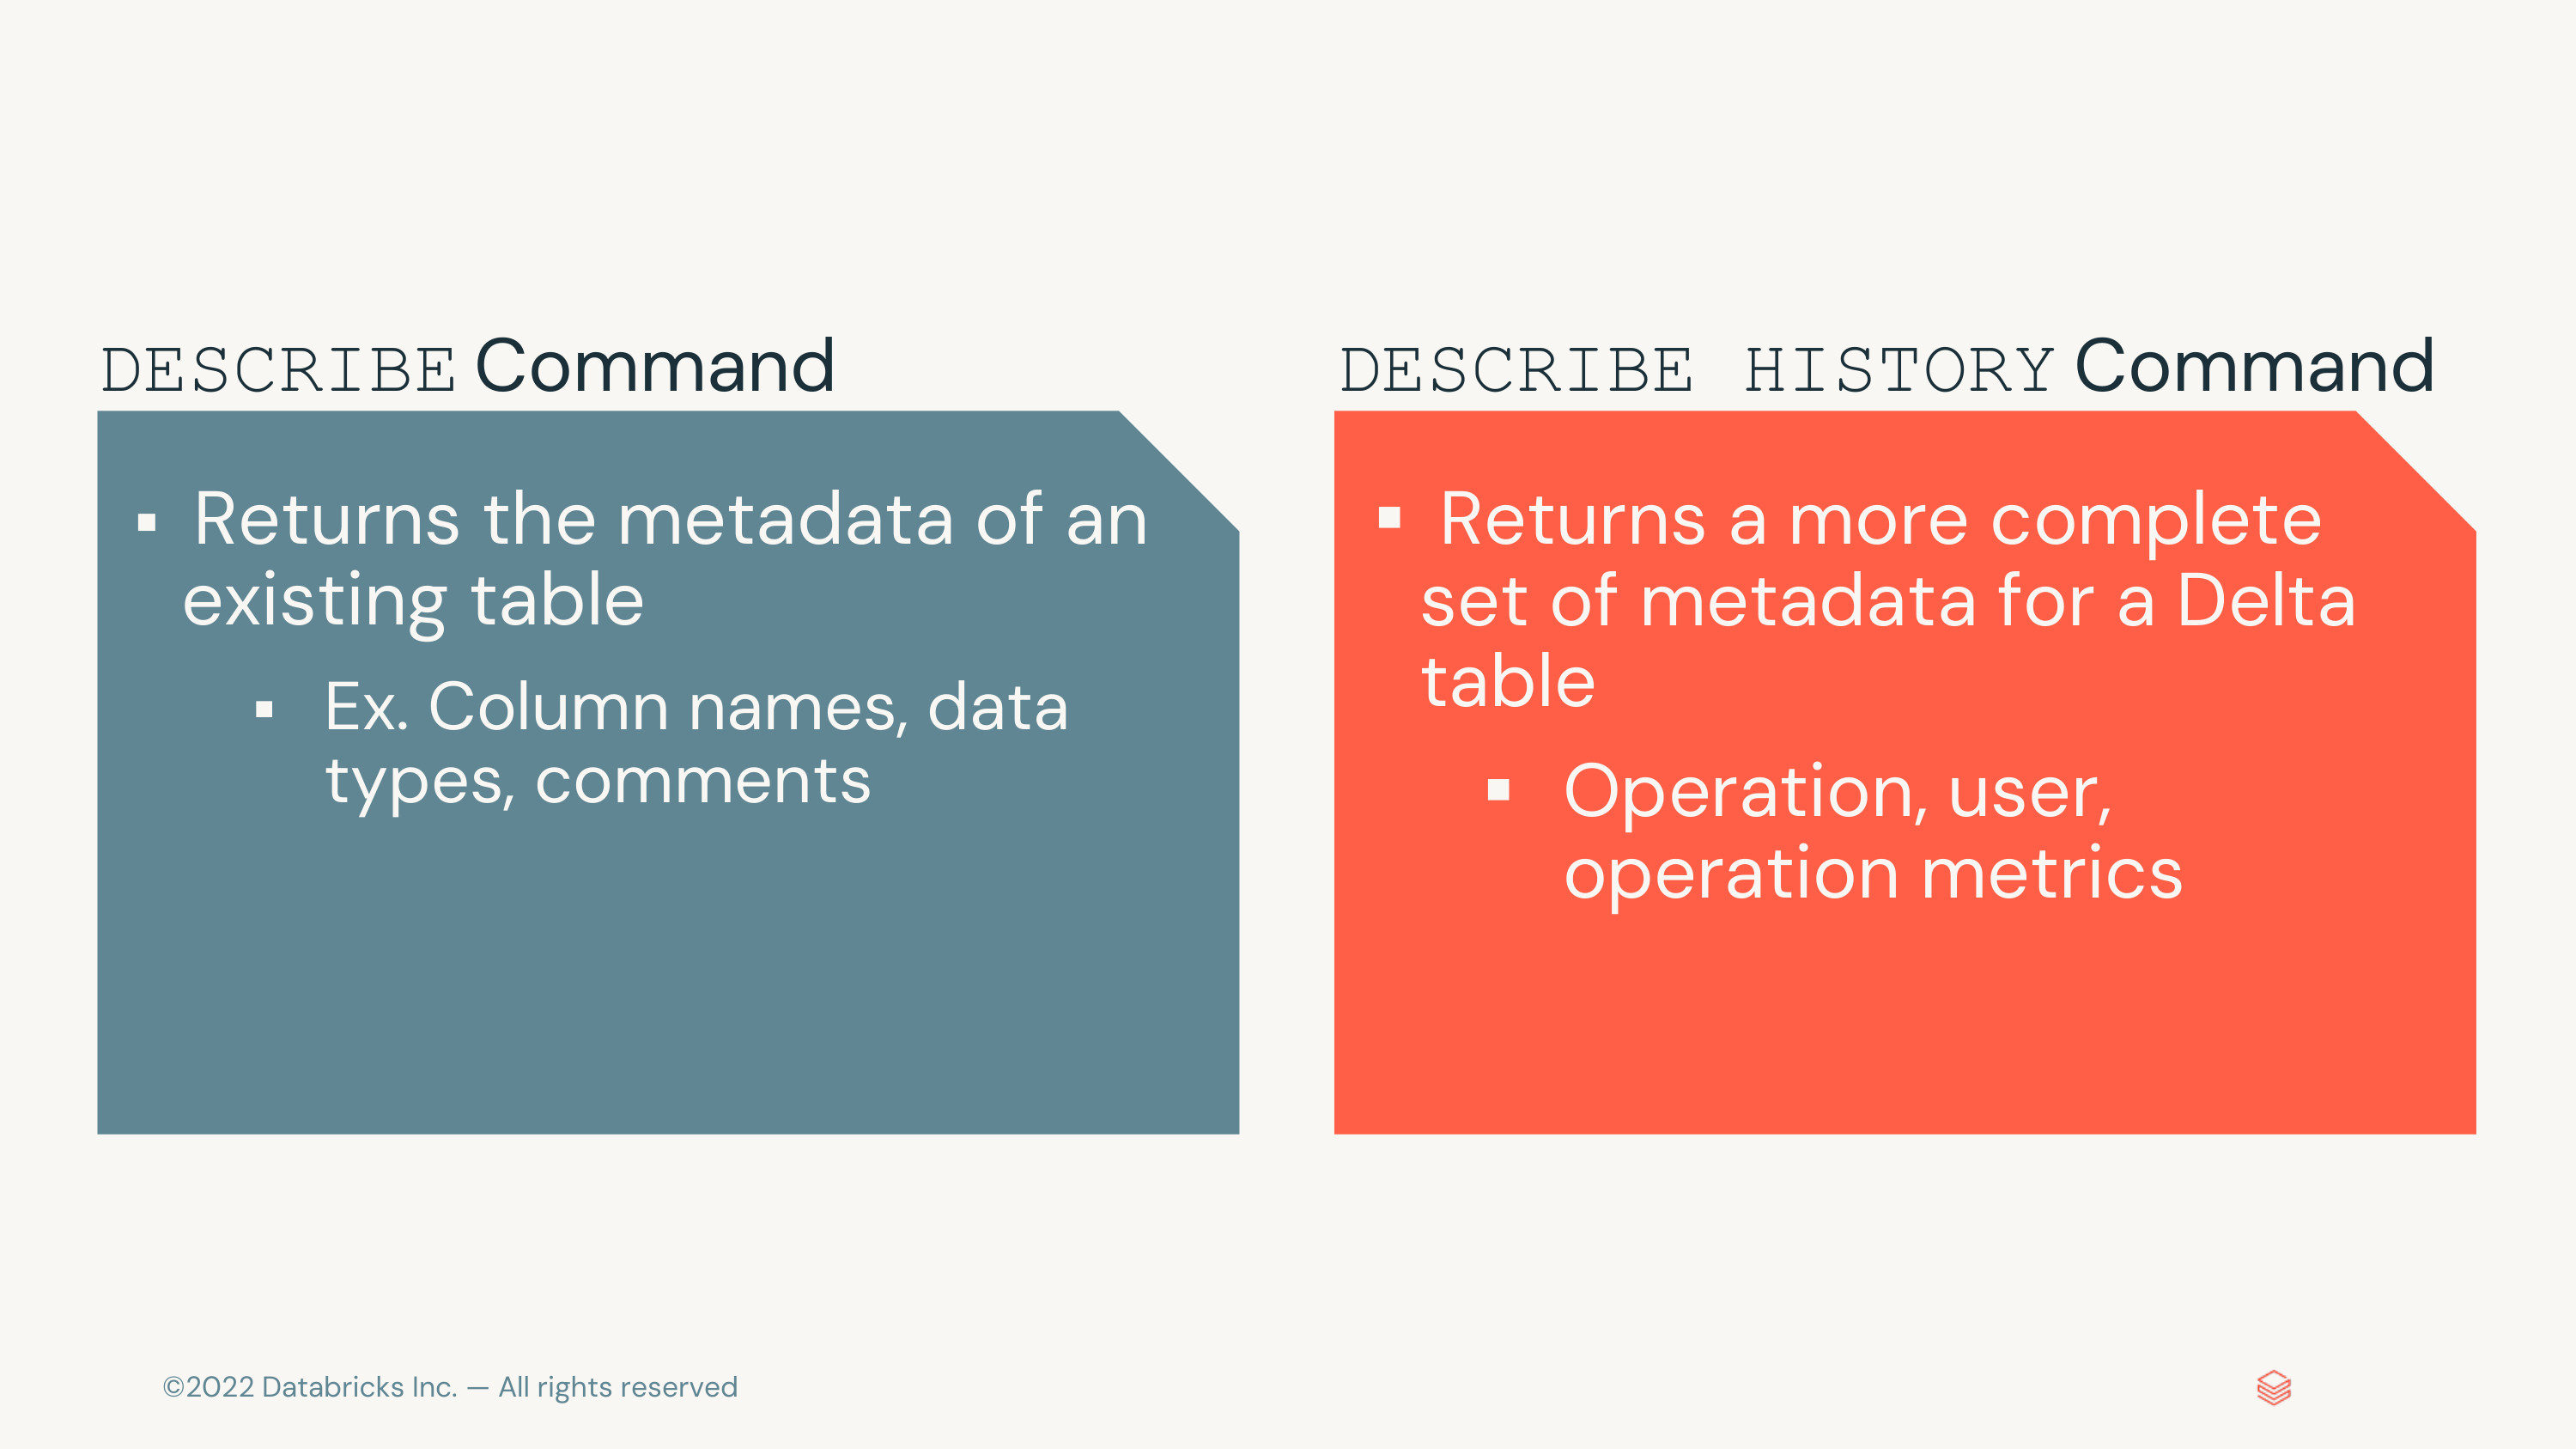 DESCRIBE Command
▪ Returns the metadata of an
existing table
▪ Ex. Column names, data
types, comments
DESCRIBE HISTORY Command
▪ Returns a more complete
set of metadata for a Delta
table
▪ Operation, user,
operation metrics
©2022 Databricks Inc. — All rights reserved